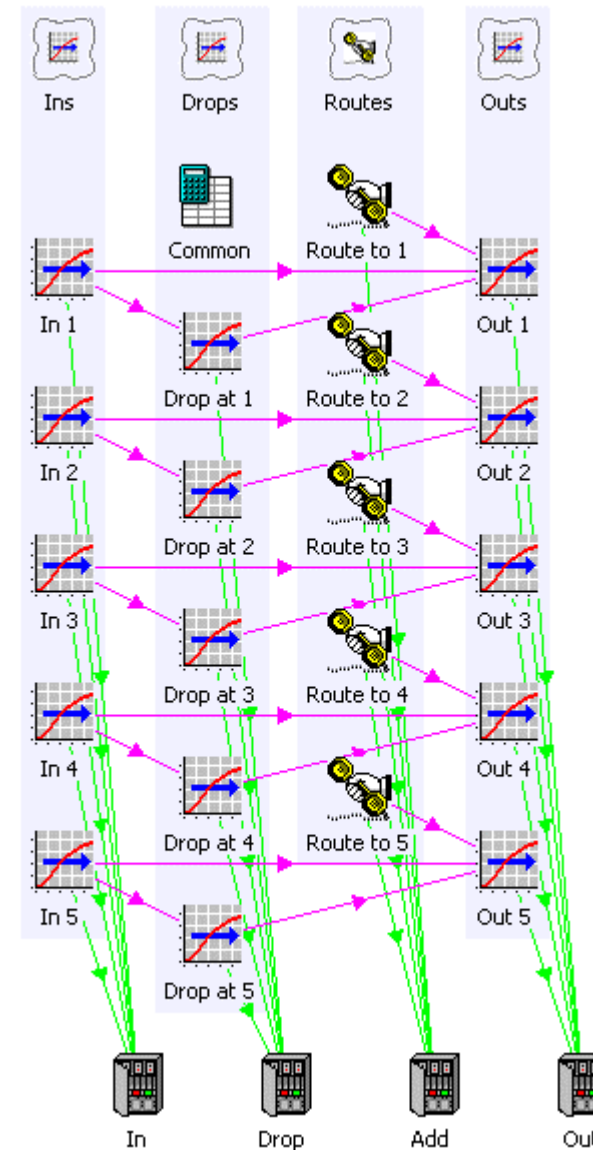 Ins Drops Routes Outs
Common Route to 1
In 1 Out 1
Drop at 1 Route to 2
In 2 Out 2
Drop at 2 Route to 3
In 3 Out 3
Drop at 3 Route to 4
In 4 Out 4
Drop at 4 Route to 5
In 5 Out 5
Drop at 5
In Drop Add Out